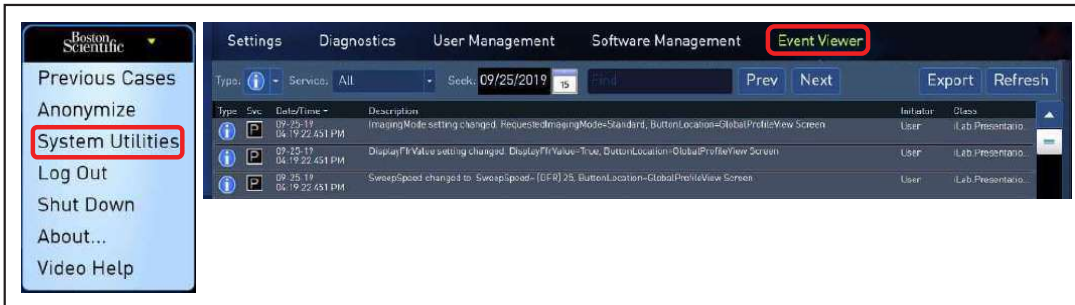 Boston
Scientific
Previous Cases
Anonymize
System Utilities
Log Out
Shut Down
About...
Video Help
Settings Diagnostics User Management Software Management Event Viewer
Type: Service: All Seek: 09/25/2019 15 Find Prev Next Export Refresh
Type Svc Date/Time Description Initiator Class
P 09-25-19 04:19:22.451 PM ImagingMode setting changed. RequestedImagingMode=Standard, ButtonLocation=GlobalProfileView Screen User iLab.Presentatio...
P 09-25-19 04:19:22.451 PM DisplayFfrValue setting changed. DisplayFfrValue=True, ButtonLocation=GlobalProfileView Screen User iLab.Presentatio...
P 09-25-19 04:19:22.451 PM SweepSpeed changed to SweepSpeed= [DFR] 25, ButtonLocation=GlobalProfileView Screen User iLab.Presentatio...